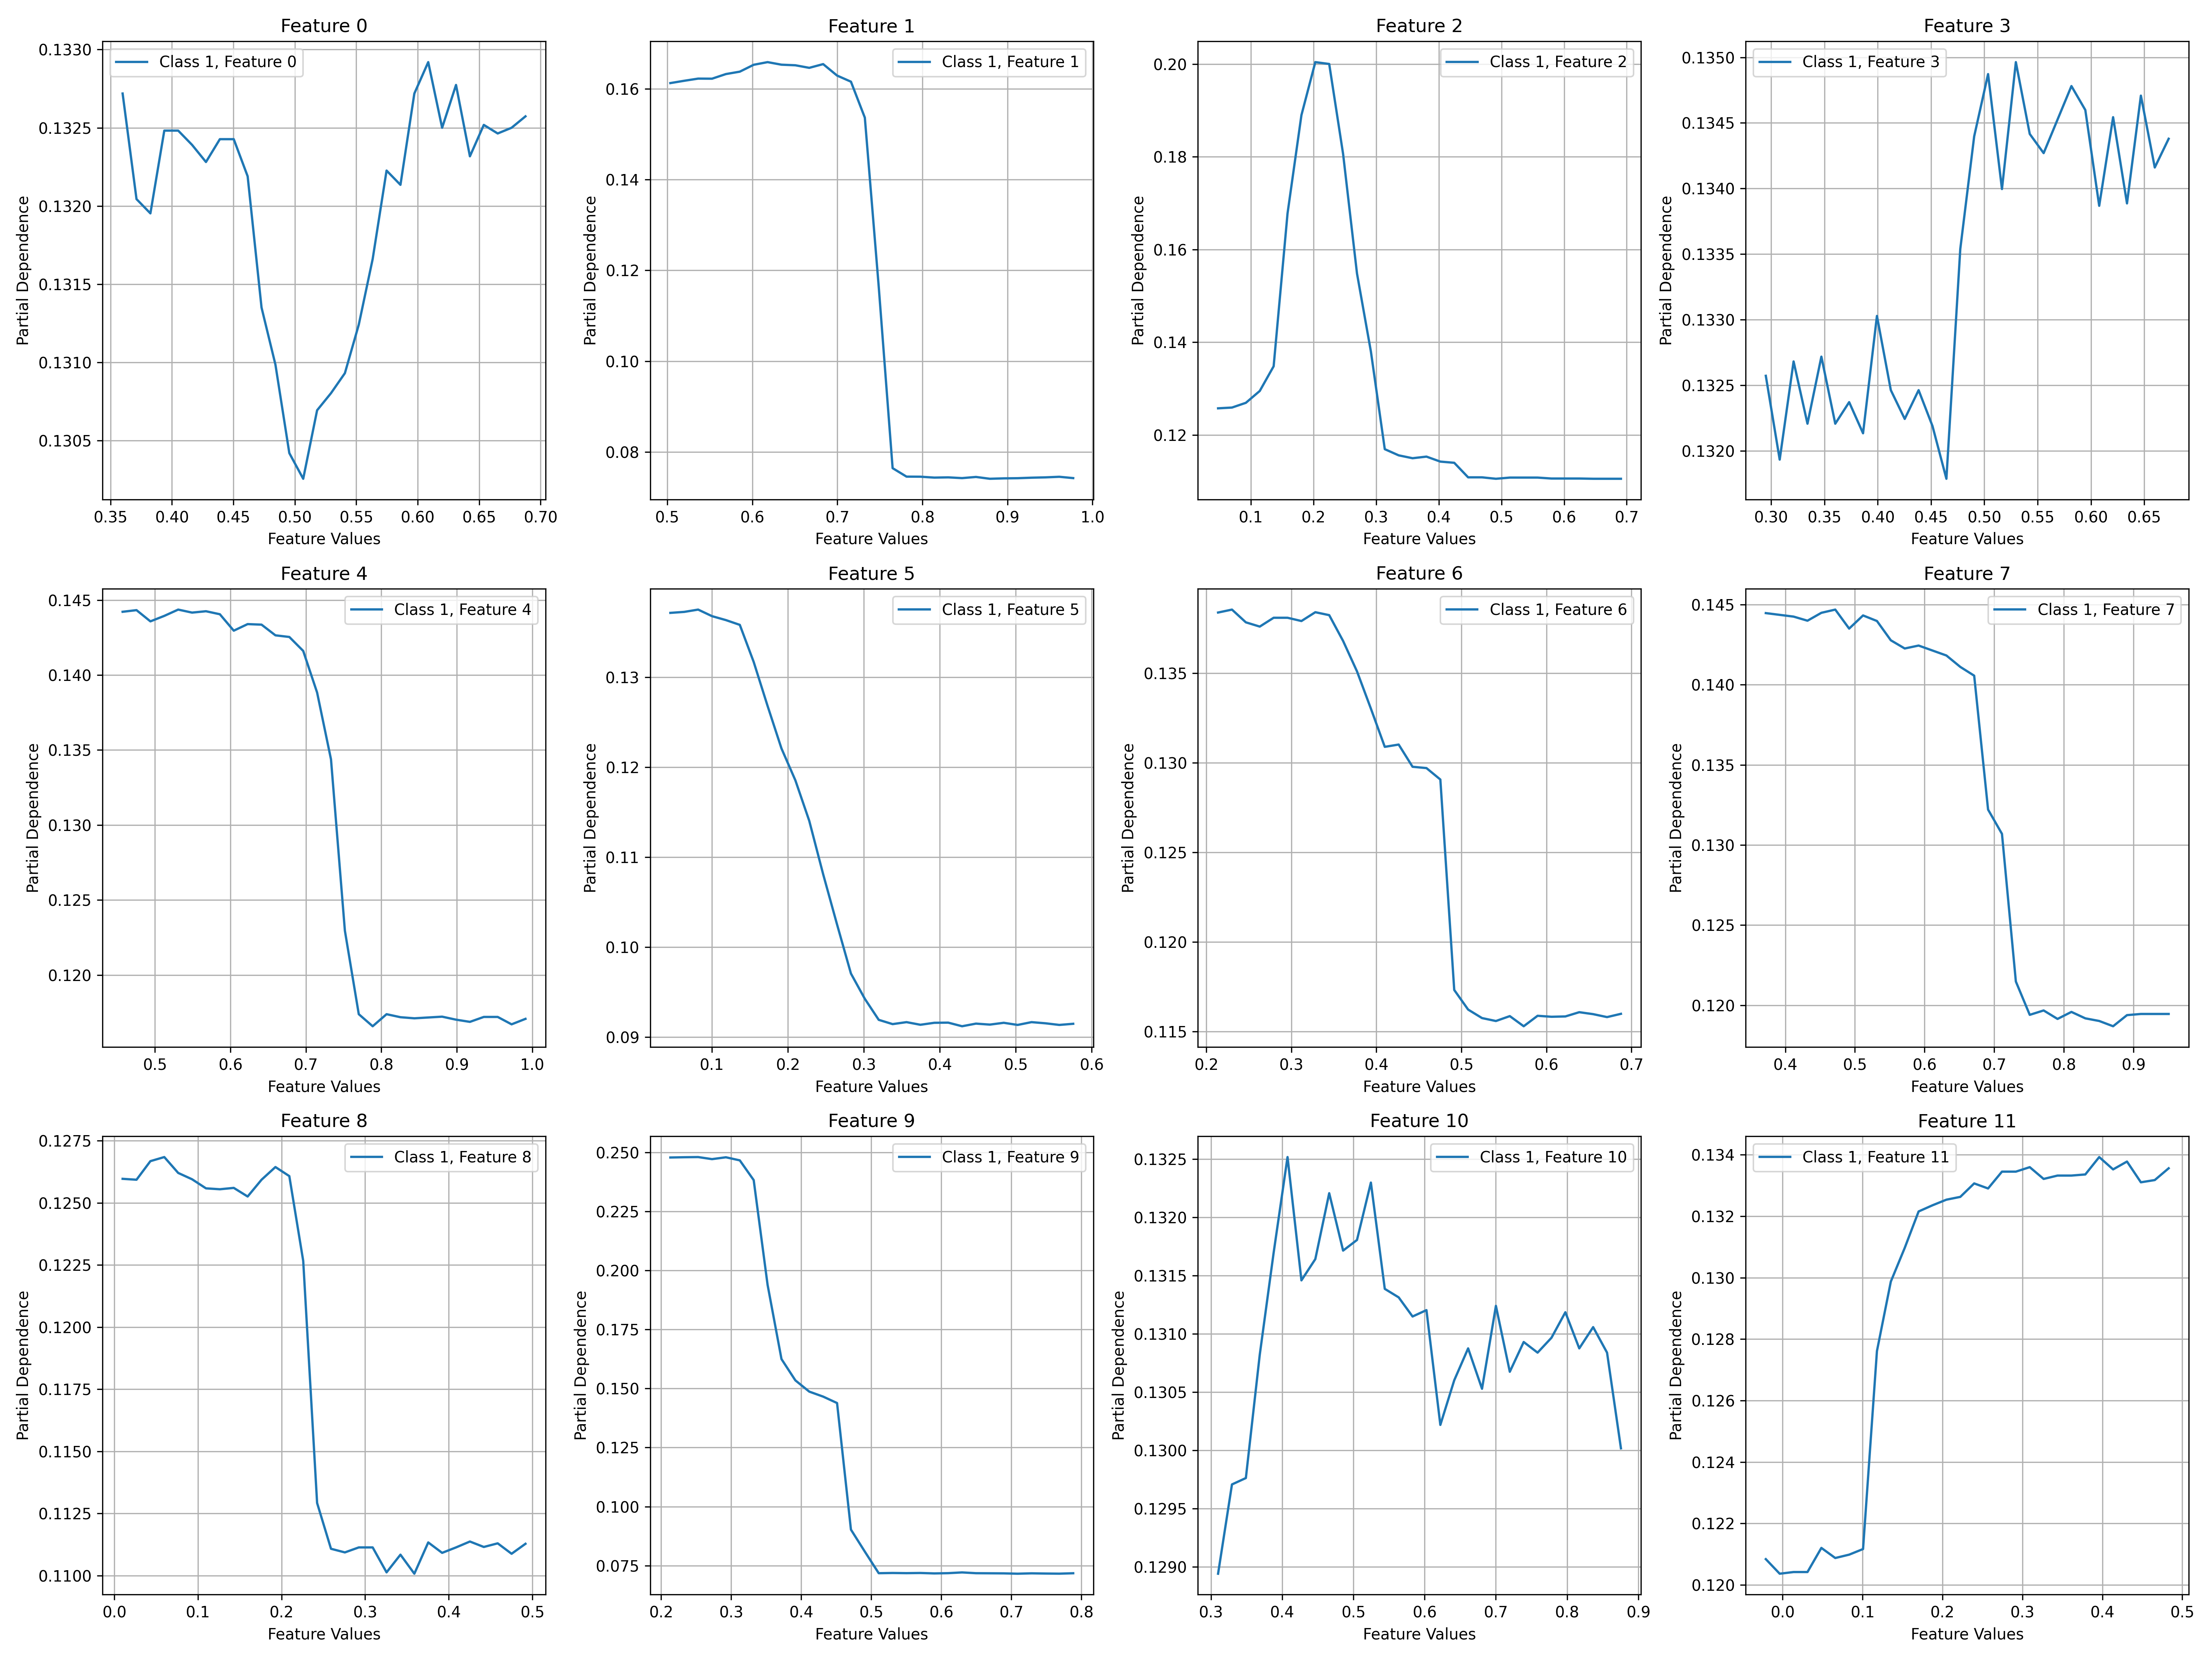 Feature 0
Class 1, Feature 0
Partial Dependence
0.1330
0.1325
0.1320
0.1315
0.1310
0.1305
0.35 0.40 0.45 0.50 0.55 0.60 0.65 0.70
Feature Values
Feature 1
Class 1, Feature 1
Partial Dependence
0.16
0.14
0.12
0.10
0.08
0.5 0.6 0.7 0.8 0.9 1.0
Feature Values
Feature 2
Class 1, Feature 2
Partial Dependence
0.20
0.18
0.16
0.14
0.12
0.1 0.2 0.3 0.4 0.5 0.6 0.7
Feature Values
Feature 3
Class 1, Feature 3
Partial Dependence
0.1350
0.1345
0.1340
0.1335
0.1330
0.1325
0.1320
0.30 0.35 0.40 0.45 0.50 0.55 0.60 0.65
Feature Values
Feature 4
Class 1, Feature 4
Partial Dependence
0.145
0.140
0.135
0.130
0.125
0.120
0.5 0.6 0.7 0.8 0.9 1.0
Feature Values
Feature 5
Class 1, Feature 5
Partial Dependence
0.13
0.12
0.11
0.10
0.09
0.1 0.2 0.3 0.4 0.5 0.6
Feature Values
Feature 6
Class 1, Feature 6
Partial Dependence
0.135
0.130
0.125
0.120
0.115
0.2 0.3 0.4 0.5 0.6 0.7
Feature Values
Feature 7
Class 1, Feature 7
Partial Dependence
0.145
0.140
0.135
0.130
0.125
0.120
0.4 0.5 0.6 0.7 0.8 0.9
Feature Values
Feature 8
Class 1, Feature 8
Partial Dependence
0.1275
0.1250
0.1225
0.1200
0.1175
0.1150
0.1125
0.1100
0.0 0.1 0.2 0.3 0.4 0.5
Feature Values
Feature 9
Class 1, Feature 9
Partial Dependence
0.250
0.225
0.200
0.175
0.150
0.125
0.100
0.075
0.2 0.3 0.4 0.5 0.6 0.7 0.8
Feature Values
Feature 10
Class 1, Feature 10
Partial Dependence
0.1325
0.1320
0.1315
0.1310
0.1305
0.1300
0.1295
0.1290
0.3 0.4 0.5 0.6 0.7 0.8 0.9
Feature Values
Feature 11
Class 1, Feature 11
Partial Dependence
0.134
0.132
0.130
0.128
0.126
0.124
0.122
0.120
0.0 0.1 0.2 0.3 0.4 0.5
Feature Values